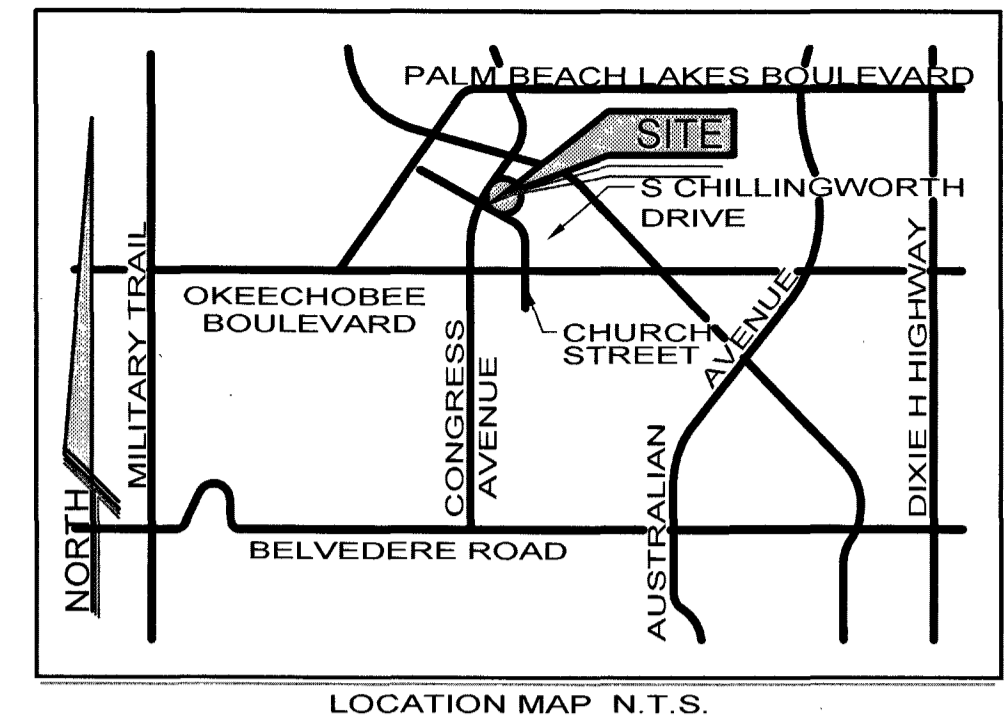 PALM BEACH LAKES BOULEVARD
SITE
S CHILLINGWORTH
DRIVE
MILITARY TRAIL
OKEECHOBEE
BOULEVARD
CONGRESS
AVENUE
CHURCH
STREET
AUSTRALIAN
AVENUE
DIXIE H HIGHWAY
NORTH
BELVEDERE ROAD
LOCATION MAP N.T.S.